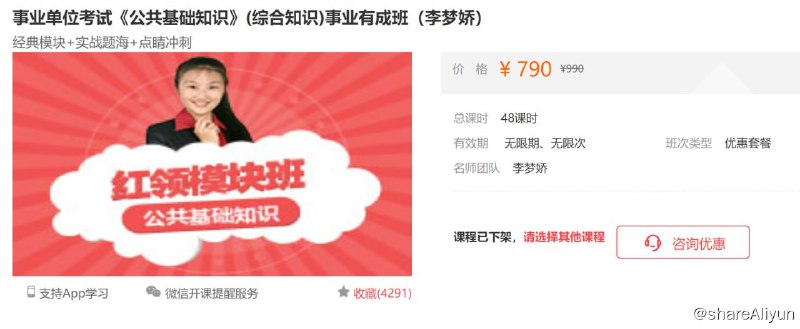 事业单位考试《公共基础知识》(综合知识)事业有成班（李梦娇）
经典模块+实战题海+点睛冲刺
红领模块班
公共基础知识
支持App学习 微信开课提醒服务 收藏(4291)
价 格 ¥ 790 ¥990
总课时 48课时
有效期 无限期、无限次 班次类型 优惠套餐
名师团队 李梦娇
课程已下架，请选择其他课程 咨询优惠
@shareAliyun